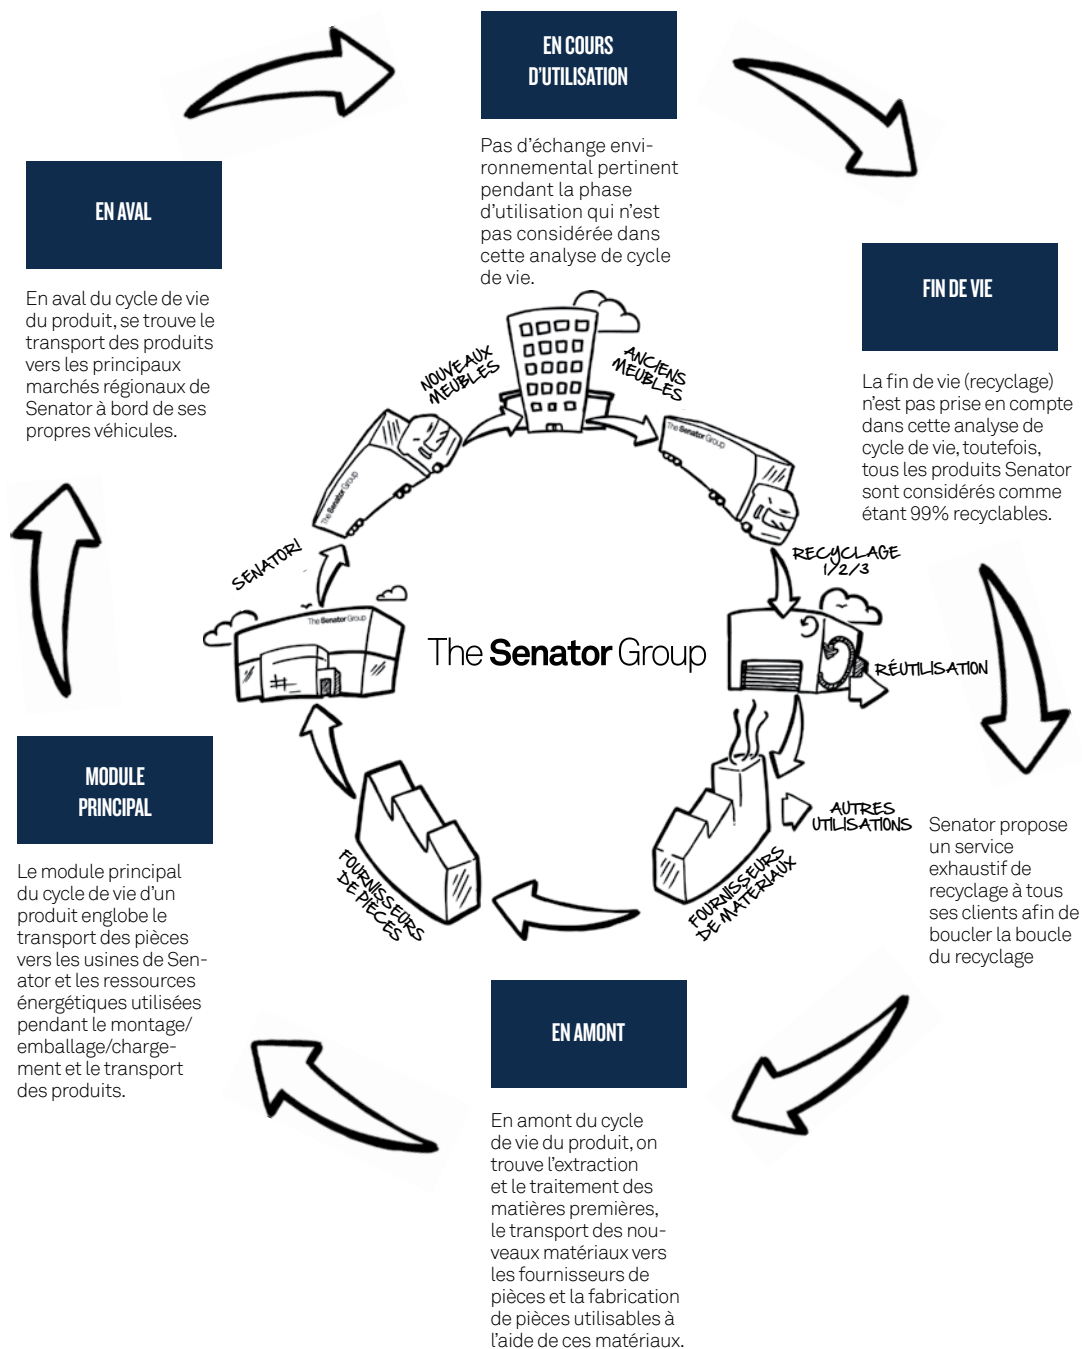 EN COURS
D'UTILISATION
Pas d'échange envi-
ronnemental pertinent
pendant la phase
d'utilisation qui n'est
pas considérée dans
cette analyse de cycle
de vie.
EN AVAL
En aval du cycle de vie
du produit, se trouve le
transport des produits
vers les principaux
marchés régionaux de
Senator à bord de ses
propres véhicules.
FIN DE VIE
La fin de vie (recyclage)
n'est pas prise en compte
dans cette analyse de
cycle de vie, toutefois,
tous les produits Senator
sont considérés comme
étant 99% recyclables.
NOUVEAUX
MEUBLES
ANCIENS
MEUBLES
The Senator Group
The Senator Group
SENATOR!
RECYCLAGE
1/2/3
The Senator Group
The Senator Group
RÉUTILISATION
AUTRES
UTILISATIONS
FOURNISSEURS
DE PIÈCES
FOURNISSEURS
DE MATÉRIAUX
MODULE
PRINCIPAL
Le module principal
du cycle de vie d'un
produit englobe le
transport des pièces
vers les usines de Sen-
ator et les ressources
énergétiques utilisées
pendant le montage/
emballage/charge-
ment et le transport
des produits.
Senator propose
un service
exhaustif de
recyclage à tous
ses clients afin de
boucler la boucle
du recyclage
EN AMONT
En amont du cycle
de vie du produit, on
trouve l'extraction
et le traitement des
matières premières,
le transport des nou-
veaux matériaux vers
les fournisseurs de
pièces et la fabrication
de pièces utilisables à
l'aide de ces matériaux.